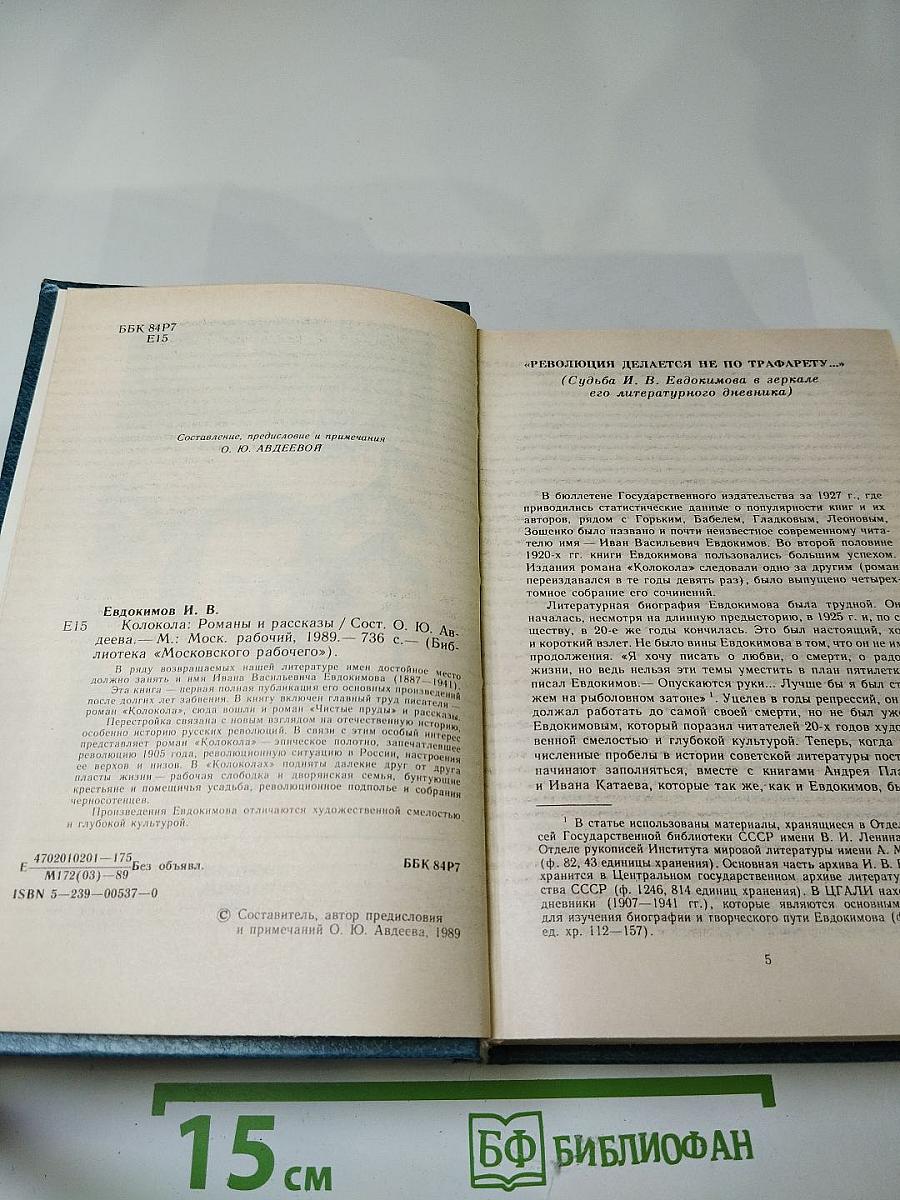 ББК 84Р7
Е15
Составление, предисловие и примечания
О. Ю. АВДЕЕВОЙ
Евдокимов И. В.
Е15 Колокола: Романы и рассказы / Сост. О. Ю. Ав-
деева.— М.: Моск. рабочий, 1989.— 736 с.— (Биб-
лиотека «Московского рабочего»).
В ряду возвращаемых нашей литературе имен достойное место
должно занять и имя Ивана Васильевича Евдокимова (1887—1941).
Эта книга — первая полная публикация его основных произведений
после долгих лет забвения. В книгу включен главный труд писателя —
роман «Колокола», сюда вошли и роман «Чистые пруды» и рассказы.
Перестройка связана с новым взглядом на отечественную историю,
особенно историю русских революций. В связи с этим особый интерес
представляет роман «Колокола» — эпическое полотно, запечатлевшее
революцию 1905 года, революционную ситуацию в России, настроения
ее верхов и низов. В «Колоколах» подняты далекие друг от друга
пласты жизни — рабочая слободка и дворянская семья, бунтующие
крестьяне и помещичья усадьба, революционное подполье и собрания
черносотенцев.
Произведения Евдокимова отличаются художественной смелостью
и глубокой культурой.
Е 4702010201—175
М172(03)—89 Без объявл. ББК 84Р7
ISBN 5—239—00537—0
© Составитель, автор предисловия
и примечаний О. Ю. Авдеева, 1989
«РЕВОЛЮЦИЯ ДЕЛАЕТСЯ НЕ ПО ТРАФАРЕТУ...»
(Судьба И. В. Евдокимова в зеркале
его литературного дневника)
В бюллетене Государственного издательства за 1927 г., где
приводились статистические данные о популярности книг и их
авторов, рядом с Горьким, Бабелем, Гладковым, Леоновым,
Зощенко было названо и почти неизвестное современному чита-
телю имя — Иван Васильевич Евдокимов. Во второй половине
1920-х гг. книги Евдокимова пользовались большим успехом.
Издания романа «Колокола» следовали одно за другим (роман
переиздавался в те годы девять раз), было выпущено четырех-
томное собрание его сочинений.
Литературная биография Евдокимова была трудной. Он
началась, несмотря на длинную предысторию, в 1925 г. и, по с
ществу, в 20-е же годы кончилась. Это был настоящий, хо
и короткий взлет. Не было вины Евдокимова в том, что он не им
продолжения. «Я хочу писать о любви, о смерти, о радо
жизни, но ведь нельзя эти темы уместить в план пятилетк
писал Евдокимов.— Опускаются руки... Лучше бы я был ст
жем на рыболовном затоне» 1. Уцелев в годы репрессий, он
должал работать до самой своей смерти, но не был уж
Евдокимовым, который поразил читателей 20-х годов худо
венной смелостью и глубокой культурой. Теперь, когда
численные пробелы в истории советской литературы пост
начинают заполняться, вместе с книгами Андрея Пла
и Ивана Катаева, которые так же, как и Евдокимов, бы
1 В статье использованы материалы, хранящиеся в Отде
сей Государственной библиотеки СССР имени В. И. Ленина
Отделе рукописей Института мировой литературы имени А. М
(ф. 82, 43 единицы хранения). Основная часть архива И. В. Е
хранится в Центральном государственном архиве литерату
ства СССР (ф. 1246, 814 единиц хранения). В ЦГАЛИ нахо
дневники (1907—1941 гг.), которые являются основным
для изучения биографии и творческого пути Евдокимова (ф
ед. хр. 112—157).
5
15 см
БФ БИБЛИОФАН